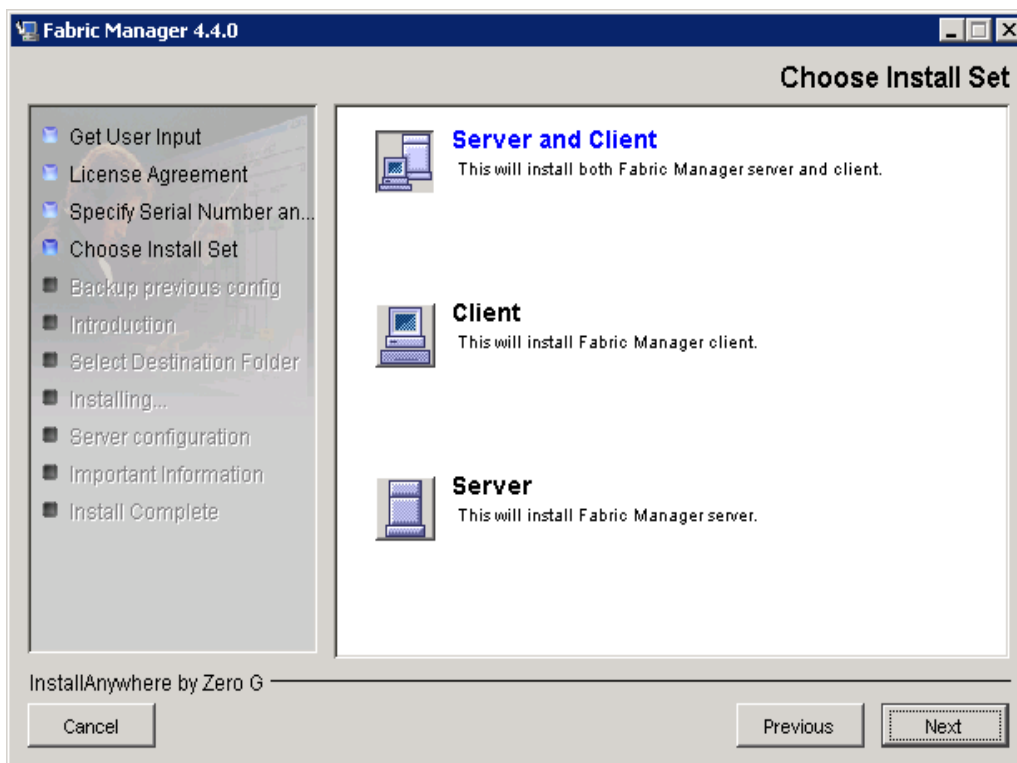 Fabric Manager 4.4.0
Choose Install Set
Get User Input
License Agreement
Specify Serial Number an...
Choose Install Set
Backup previous config
Introduction
Select Destination Folder
Installing...
Server configuration
Important Information
Install Complete
Server and Client
This will install both Fabric Manager server and client.
Client
This will install Fabric Manager client.
Server
This will install Fabric Manager server.
InstallAnywhere by Zero G
Cancel
Previous
Next